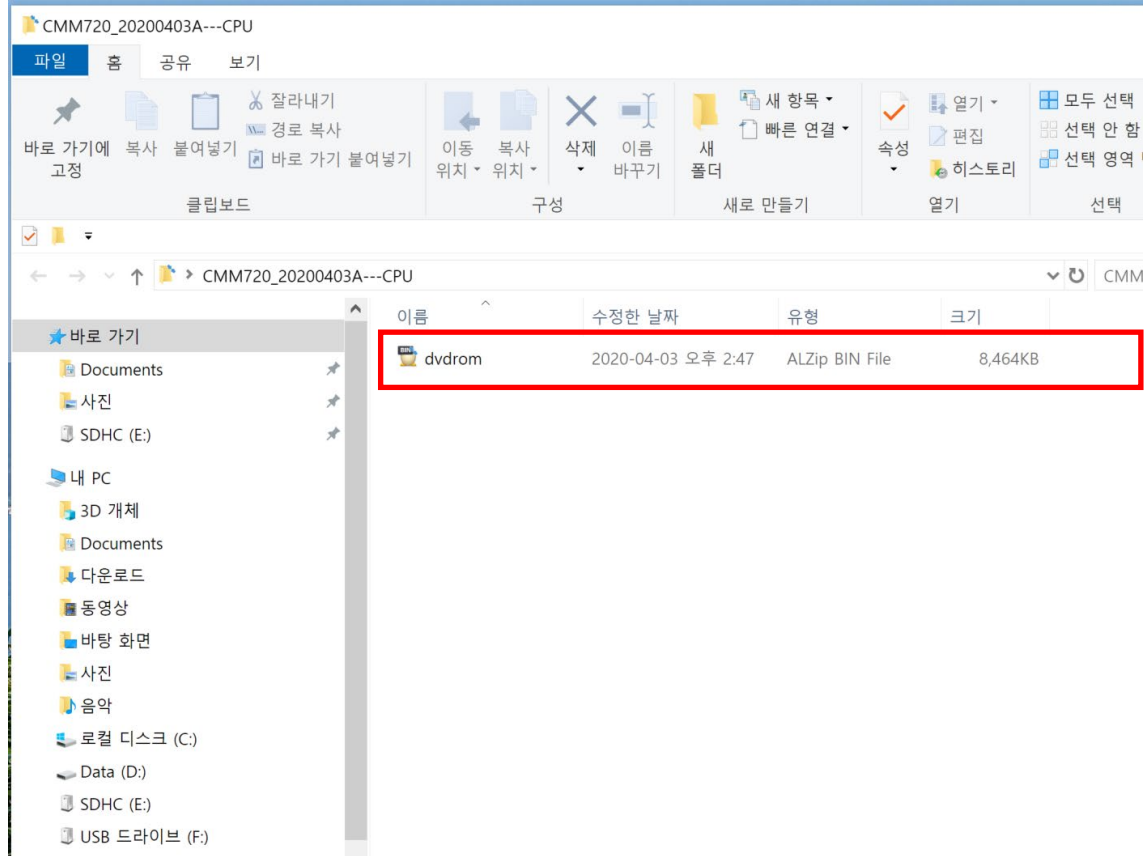 CMM720_20200403A---CPU
파일 홈 공유 보기
바로 가기에 고정
복사
붙여넣기
잘라내기
경로 복사
바로 가기 붙여넣기
이동 위치
복사 위치
삭제
이름 바꾸기
새 폴더
새 항목
빠른 연결
속성
열기
편집
히스토리
모두 선택
선택 안 함
선택 영역
클립보드 구성 새로 만들기 열기 선택
CMM720_20200403A---CPU
CMM
이름 수정한 날짜 유형 크기
dvdrom 2020-04-03 오후 2:47 ALZip BIN File 8,464KB
BIN
바로 가기
Documents
사진
SDHC (E:)
내 PC
3D 개체
Documents
다운로드
동영상
바탕 화면
사진
음악
로컬 디스크 (C:)
Data (D:)
SDHC (E:)
USB 드라이브 (F:)